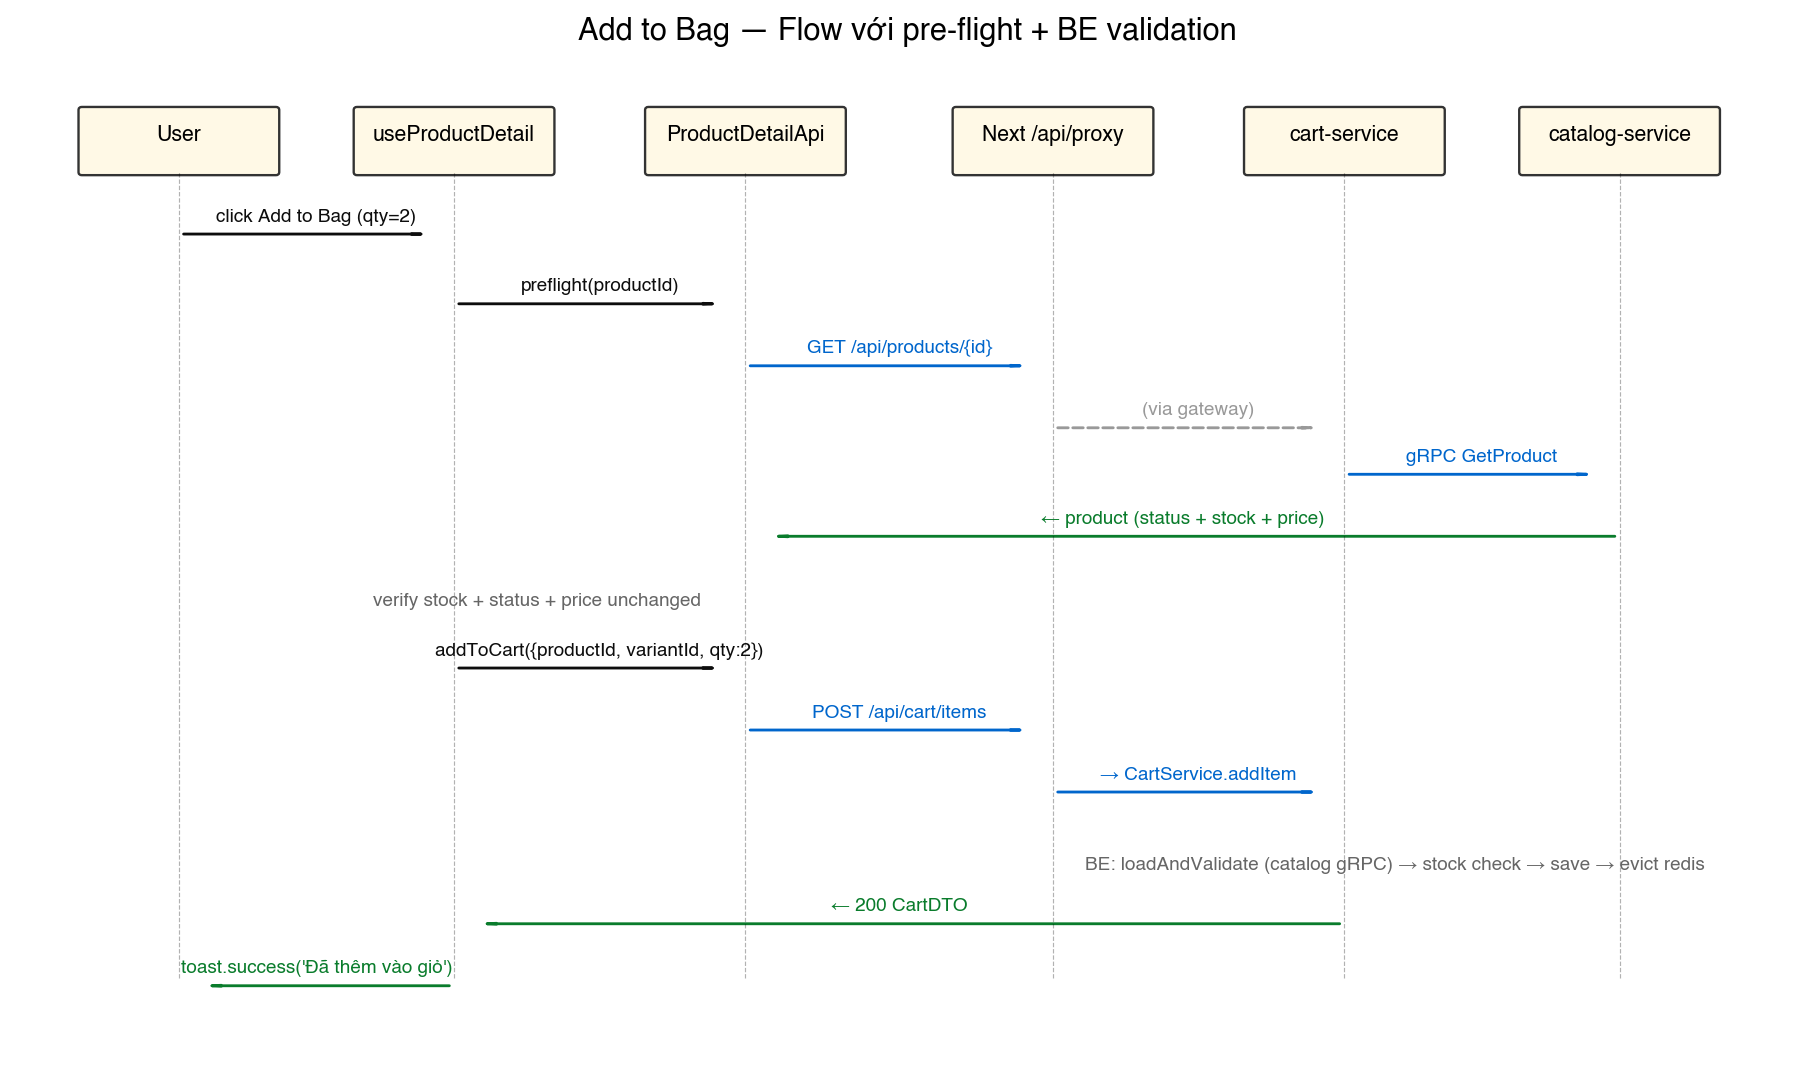 Add to Bag — Flow với pre-flight + BE validation
User
useProductDetail
ProductDetailApi
Next /api/proxy
cart-service
catalog-service
click Add to Bag (qty=2)
preflight(productId)
GET /api/products/{id}
(via gateway)
gRPC GetProduct
← product (status + stock + price)
verify stock + status + price unchanged
addToCart({productId, variantId, qty:2})
POST /api/cart/items
→ CartService.addItem
BE: loadAndValidate (catalog gRPC) → stock check → save → evict redis
← 200 CartDTO
toast.success('Đã thêm vào giỏ')